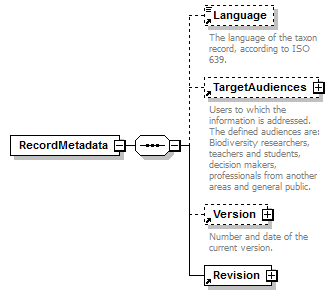 Language
The language of the taxon
record, according to ISO
639.
TargetAudiences
Users to which the
information is addressed.
The defined audiences are:
Biodiversity researchers,
teachers and students,
decision makers,
professionals from another
areas and general public.
RecordMetadata
Version
Number and date of the
current version.
Revision